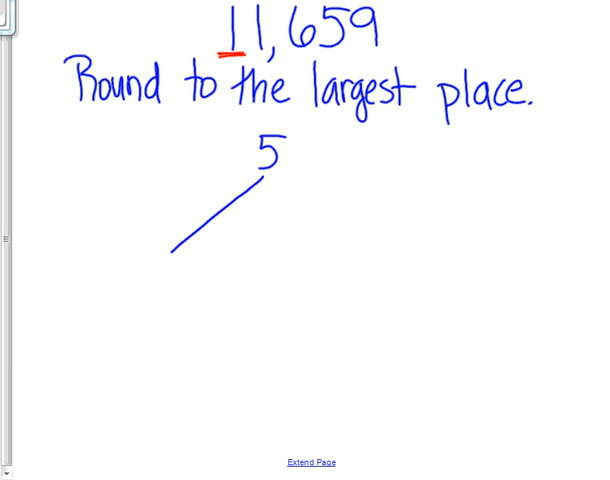 11,659
Round to the largest place.
5
Extend Page